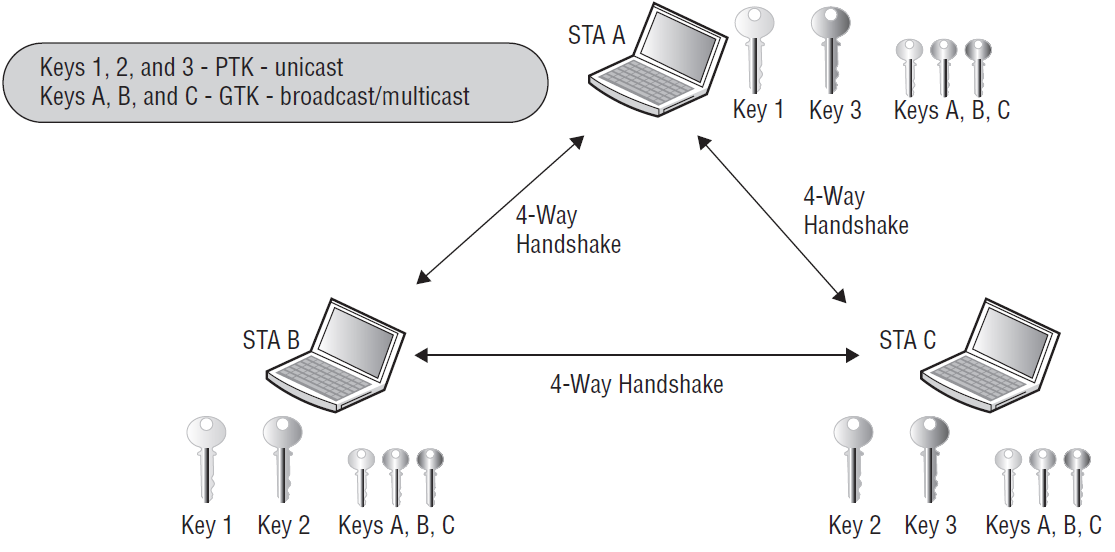 Keys 1, 2, and 3 - PTK - unicast
Keys A, B, and C - GTK - broadcast/multicast
STA A
Key 1
Key 3
Keys A, B, C
4-Way
Handshake
4-Way
Handshake
STA B
STA C
4-Way Handshake
Key 1
Key 2
Keys A, B, C
Key 2
Key 3
Keys A, B, C